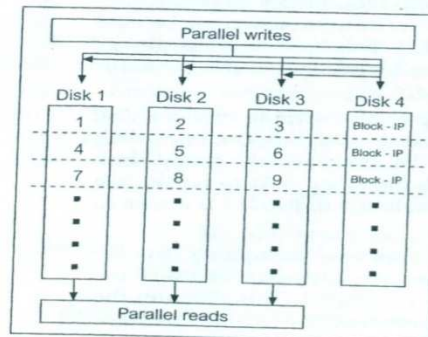 Parallel writes
Disk 1 Disk 2 Disk 3 Disk 4
1 2 3 Block - IP
4 5 6 Block - IP
7 8 9 Block - IP
Parallel reads